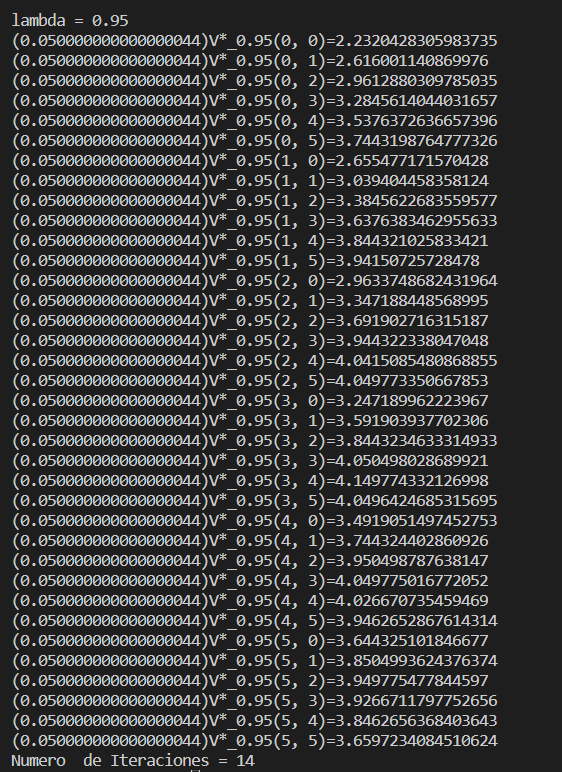 lambda = 0.95
(0.050000000000000044)V*_0.95(0, 0)=2.2320428305983735
(0.050000000000000044)V*_0.95(0, 1)=2.616001140869976
(0.050000000000000044)V*_0.95(0, 2)=2.9612880309785035
(0.050000000000000044)V*_0.95(0, 3)=3.2845614044031657
(0.050000000000000044)V*_0.95(0, 4)=3.5376372636657396
(0.050000000000000044)V*_0.95(0, 5)=3.7443198764777326
(0.050000000000000044)V*_0.95(1, 0)=2.655477171570428
(0.050000000000000044)V*_0.95(1, 1)=3.039404458358124
(0.050000000000000044)V*_0.95(1, 2)=3.3845622683559577
(0.050000000000000044)V*_0.95(1, 3)=3.6376383462955633
(0.050000000000000044)V*_0.95(1, 4)=3.844321025833421
(0.050000000000000044)V*_0.95(1, 5)=3.94150725728478
(0.050000000000000044)V*_0.95(2, 0)=2.9633748682431964
(0.050000000000000044)V*_0.95(2, 1)=3.347188448568995
(0.050000000000000044)V*_0.95(2, 2)=3.691902716315187
(0.050000000000000044)V*_0.95(2, 3)=3.944322338047048
(0.050000000000000044)V*_0.95(2, 4)=4.0415085480868855
(0.050000000000000044)V*_0.95(2, 5)=4.049773350667853
(0.050000000000000044)V*_0.95(3, 0)=3.247189962223967
(0.050000000000000044)V*_0.95(3, 1)=3.591903937702306
(0.050000000000000044)V*_0.95(3, 2)=3.8443234633314933
(0.050000000000000044)V*_0.95(3, 3)=4.050498028689921
(0.050000000000000044)V*_0.95(3, 4)=4.149774332126998
(0.050000000000000044)V*_0.95(3, 5)=4.0496424685315695
(0.050000000000000044)V*_0.95(4, 0)=3.4919051497452753
(0.050000000000000044)V*_0.95(4, 1)=3.744324402860926
(0.050000000000000044)V*_0.95(4, 2)=3.950498787638147
(0.050000000000000044)V*_0.95(4, 3)=4.049775016772052
(0.050000000000000044)V*_0.95(4, 4)=4.026670735459469
(0.050000000000000044)V*_0.95(4, 5)=3.9462652867614314
(0.050000000000000044)V*_0.95(5, 0)=3.644325101846677
(0.050000000000000044)V*_0.95(5, 1)=3.8504993624376374
(0.050000000000000044)V*_0.95(5, 2)=3.949775477844597
(0.050000000000000044)V*_0.95(5, 3)=3.9266711797752656
(0.050000000000000044)V*_0.95(5, 4)=3.8462656368403643
(0.050000000000000044)V*_0.95(5, 5)=3.6597234084510624
Numero  de Iteraciones = 14